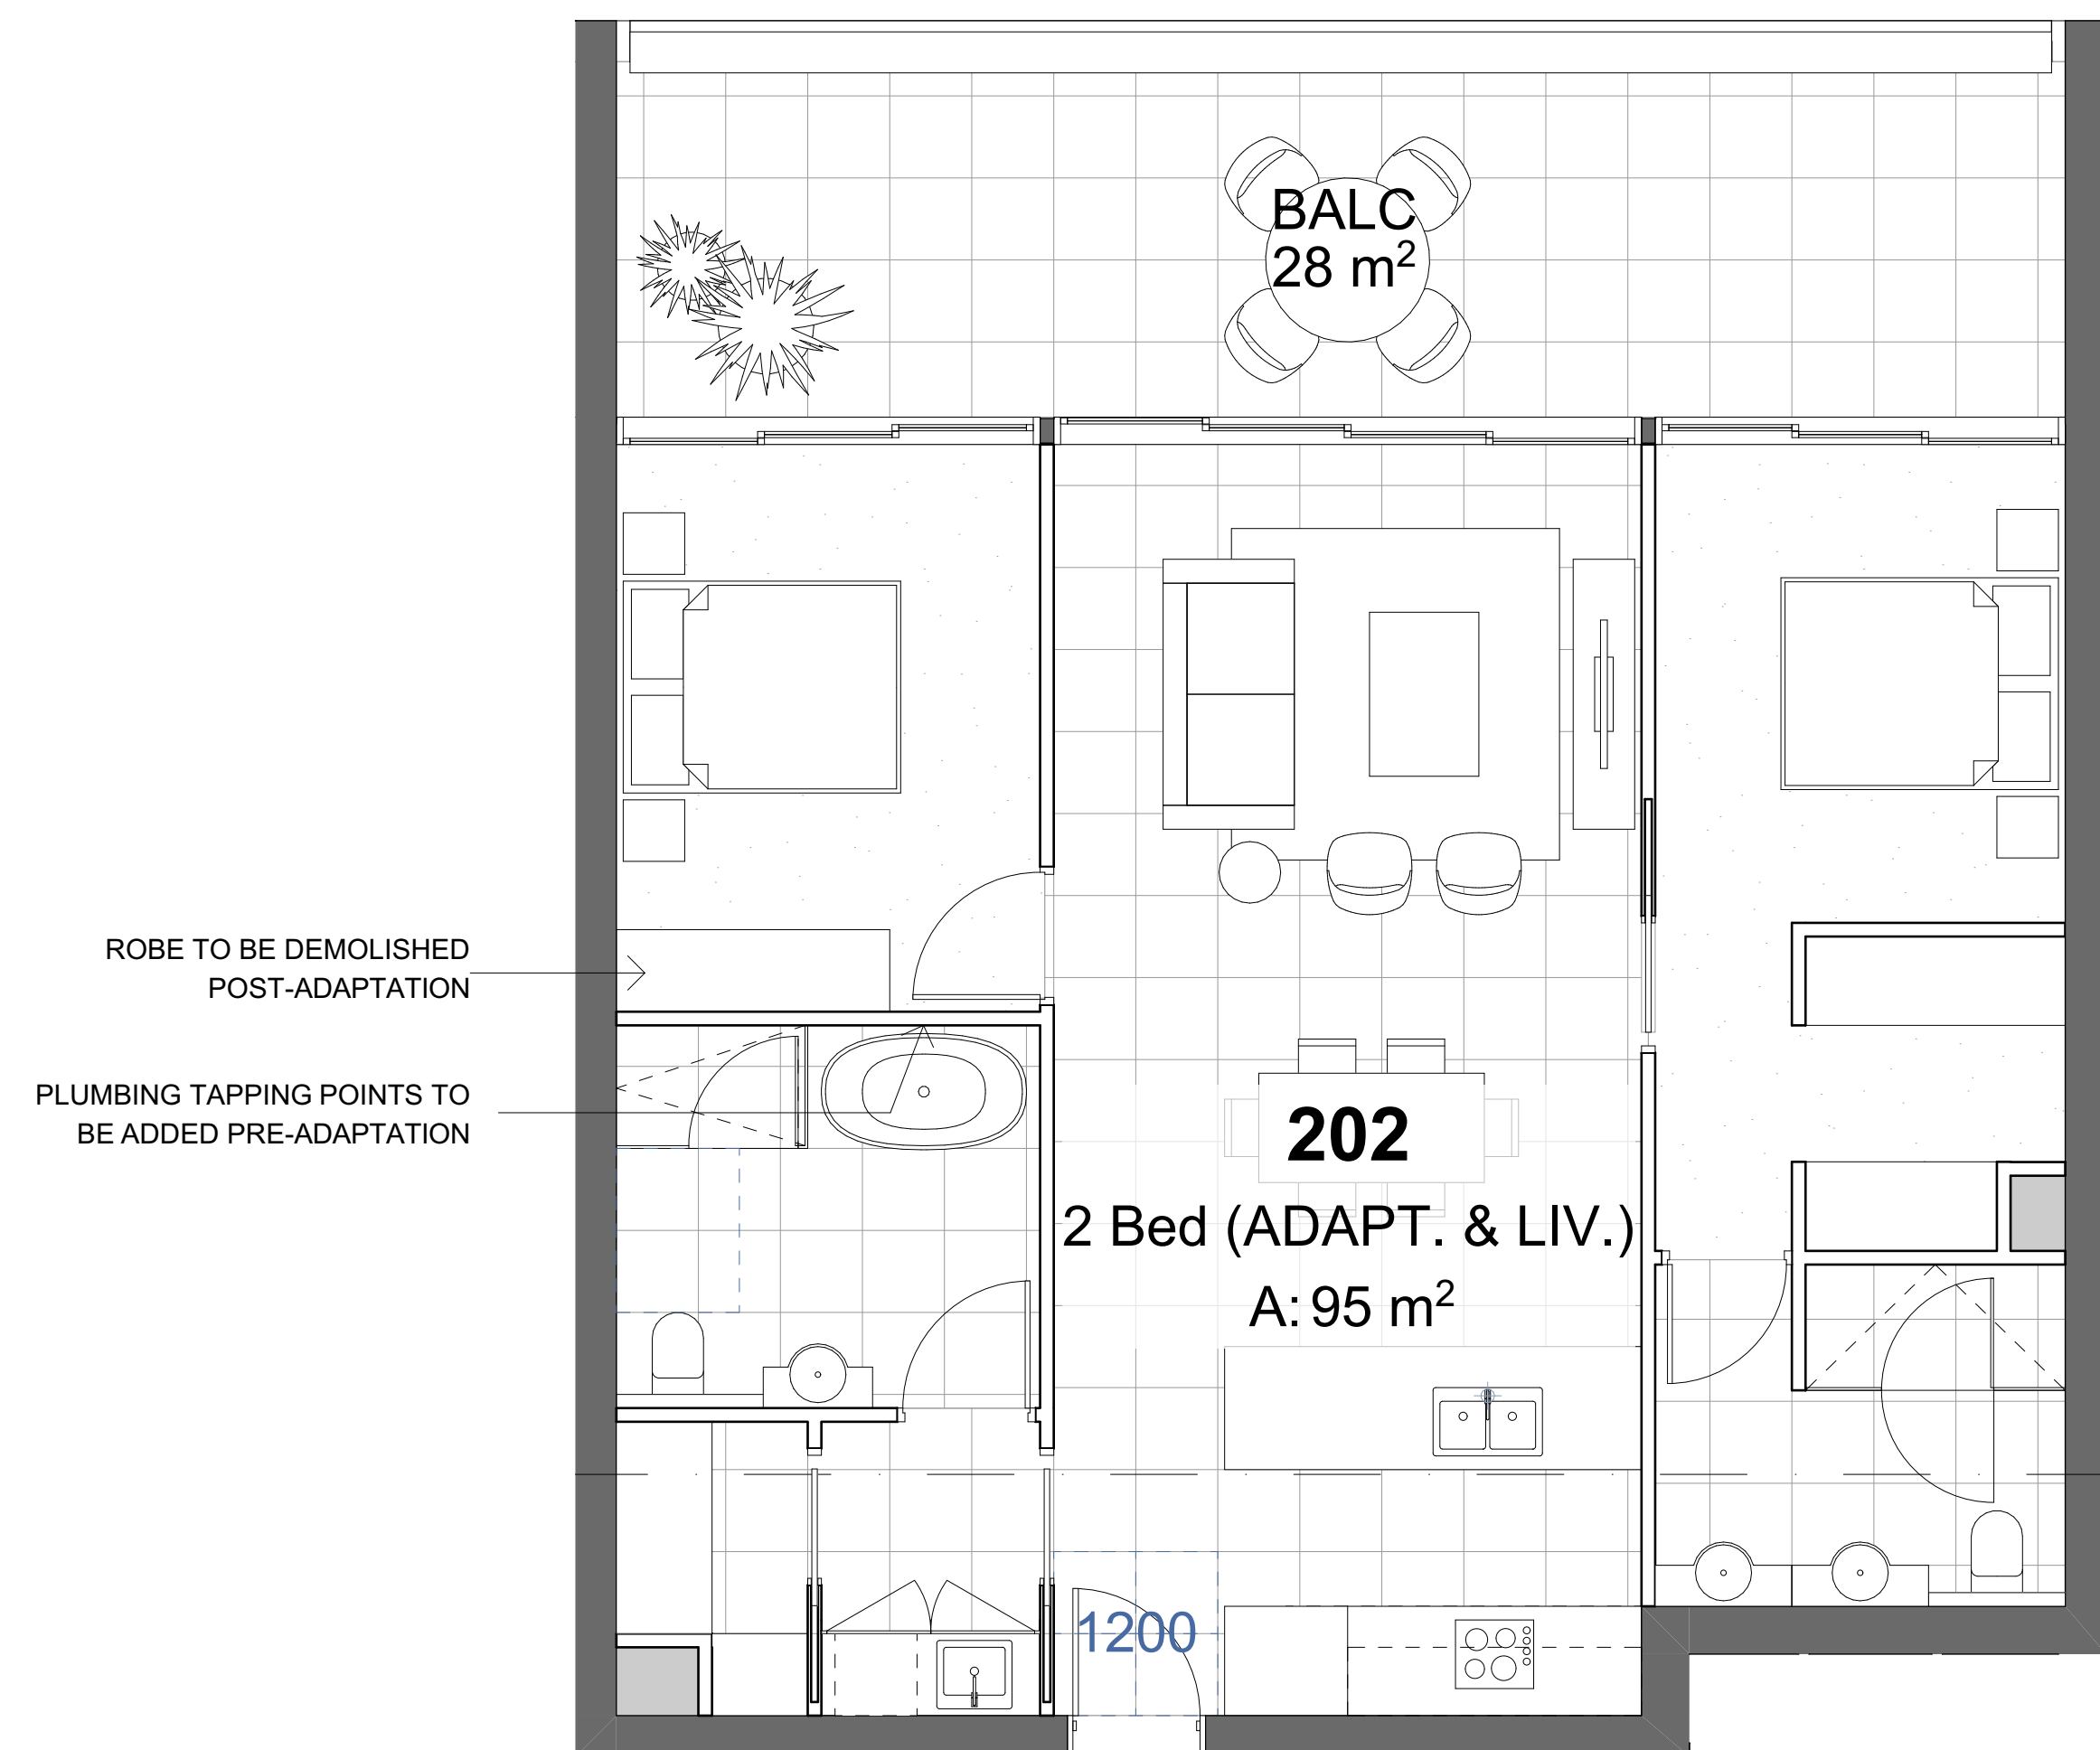 BALC
28 m²
ROBE TO BE DEMOLISHED
POST-ADAPTATION
PLUMBING TAPPING POINTS TO
BE ADDED PRE-ADAPTATION
202
2 Bed (ADAPT. & LIV.)
A: 95 m²
1200